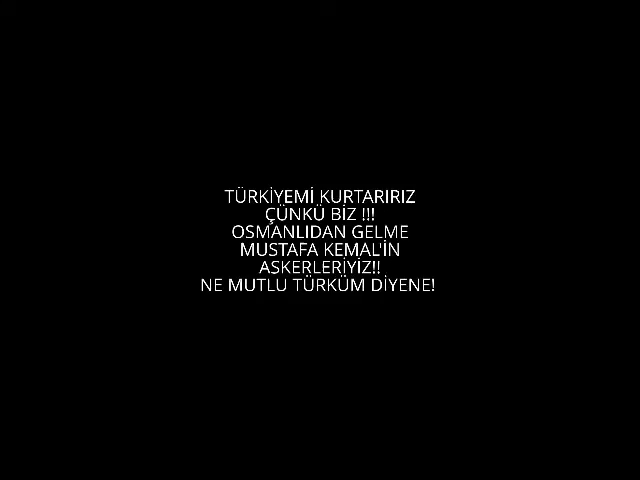 TÜRKİYEMİ KURTARIRIZ
ÇÜNKÜ BİZ !!!
OSMANLIDAN GELME
MUSTAFA KEMAL'İN
ASKERLERİYİZ!!
NE MUTLU TÜRKÜM DİYENE!